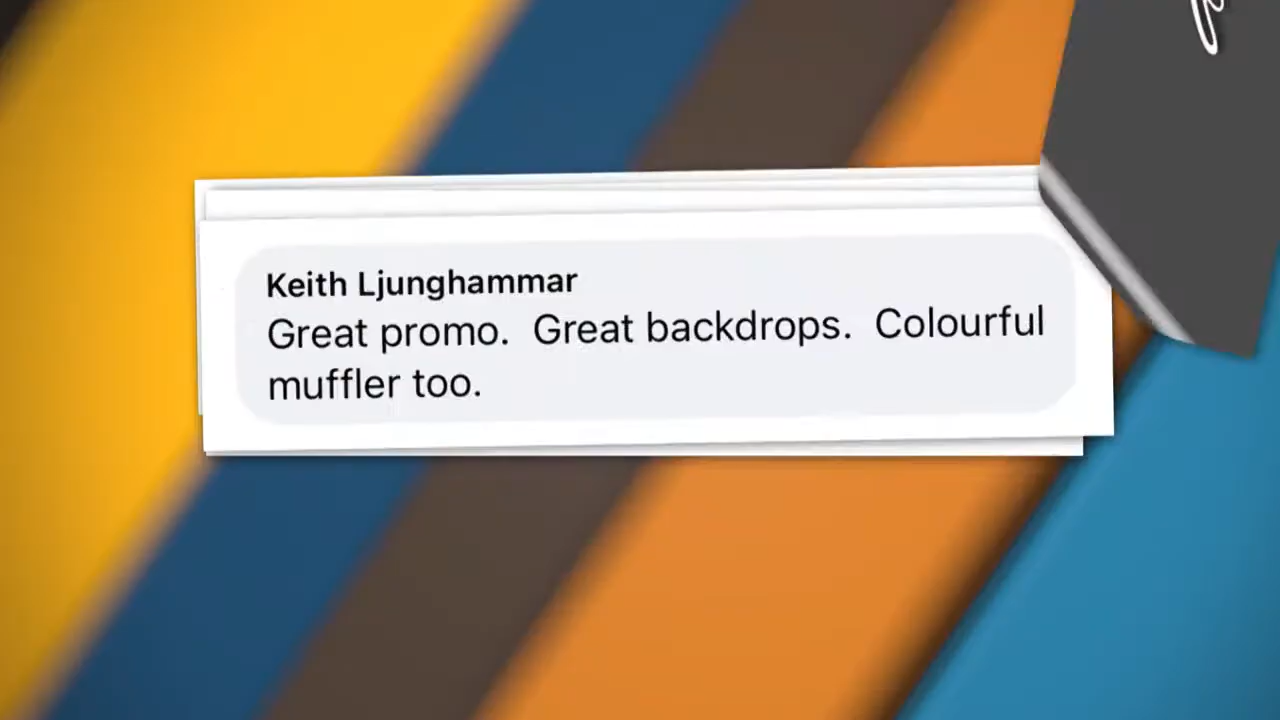 Keith Ljunghammar
Great promo.  Great backdrops.  Colourful
muffler too.